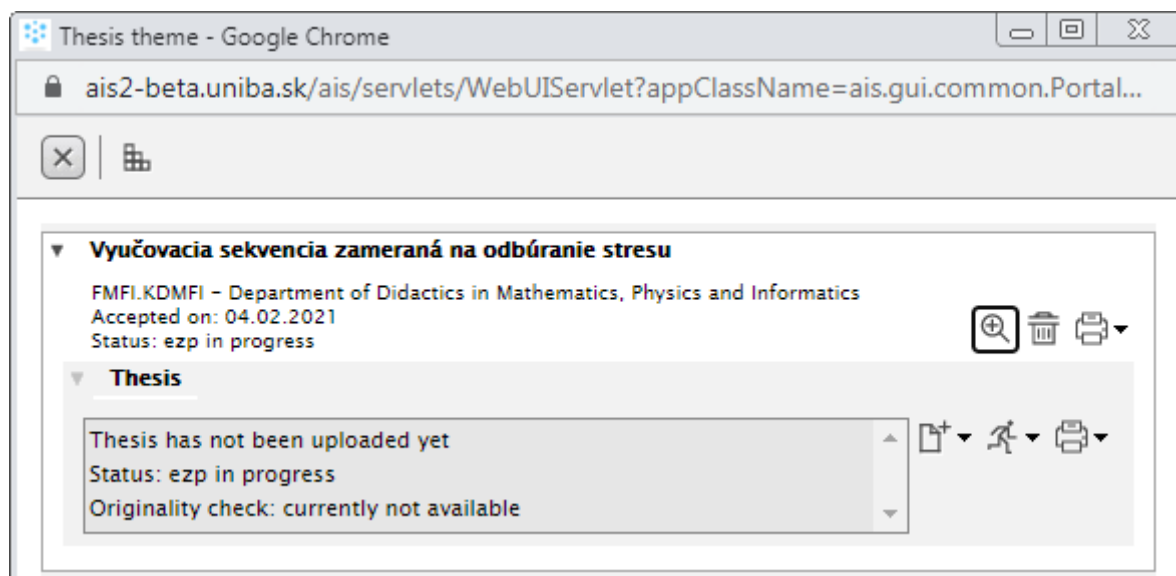 Thesis theme - Google Chrome
ais2-beta.uniba.sk/ais/servlets/WebUIServlet?appClassName=ais.gui.common.Portal...
Vyučovacia sekvencia zameraná na odbúranie stresu
FMFI.KDMFI – Department of Didactics in Mathematics, Physics and Informatics
Accepted on: 04.02.2021
Status: ezp in progress
Thesis
Thesis has not been uploaded yet
Status: ezp in progress
Originality check: currently not available